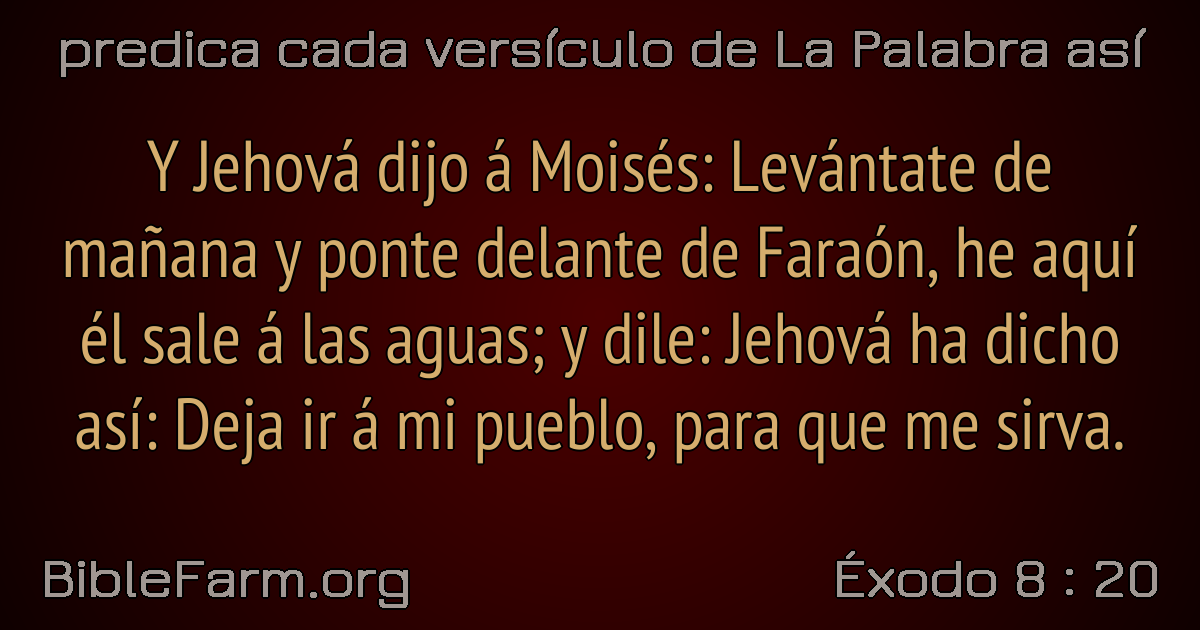 predica cada versículo de La Palabra así
Y Jehová dijo á Moisés: Levántate de
mañana y ponte delante de Faraón, he aquí
él sale á las aguas; y dile: Jehová ha dicho
así: Deja ir á mi pueblo, para que me sirva.
BibleFarm.org
Éxodo 8 : 20